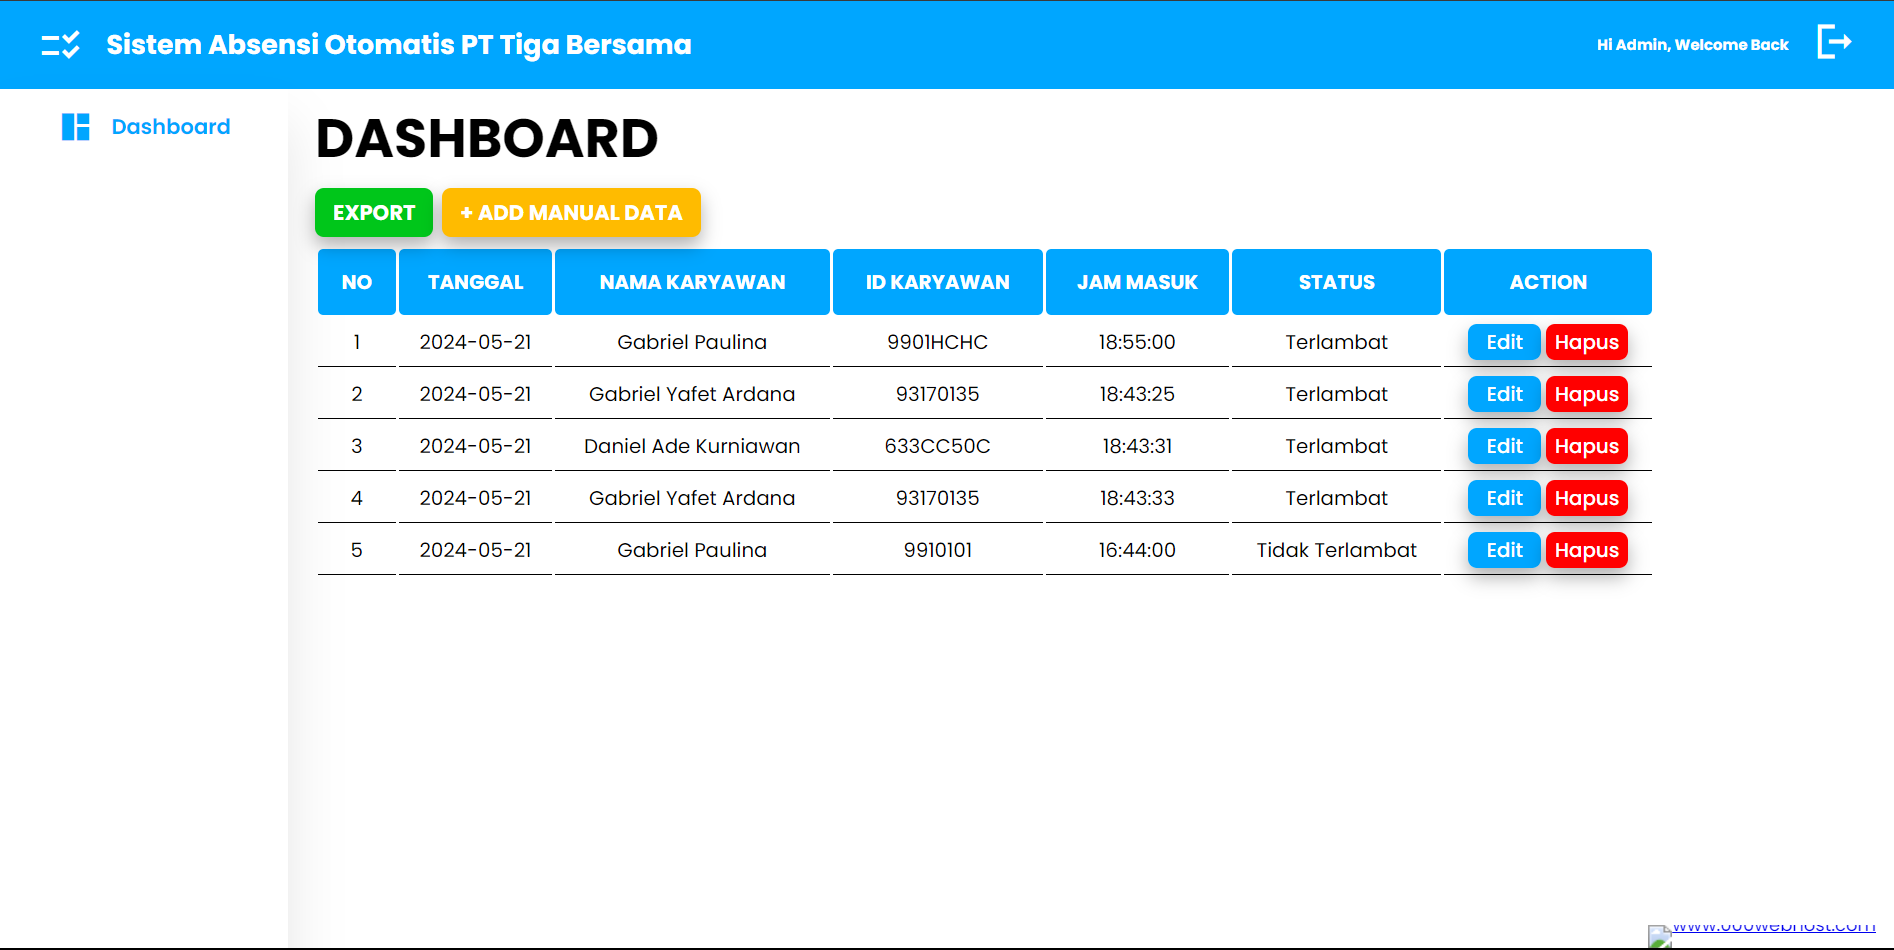 Sistem Absensi Otomatis PT Tiga Bersama
Hi Admin, Welcome Back
Dashboard
DASHBOARD
EXPORT
+ ADD MANUAL DATA
NO TANGGAL NAMA KARYAWAN ID KARYAWAN JAM MASUK STATUS ACTION
1 2024-05-21 Gabriel Paulina 9901HCHC 18:55:00 Terlambat Edit Hapus
2 2024-05-21 Gabriel Yafet Ardana 93170135 18:43:25 Terlambat Edit Hapus
3 2024-05-21 Daniel Ade Kurniawan 633CC50C 18:43:31 Terlambat Edit Hapus
4 2024-05-21 Gabriel Yafet Ardana 93170135 18:43:33 Terlambat Edit Hapus
5 2024-05-21 Gabriel Paulina 9910101 16:44:00 Tidak Terlambat Edit Hapus